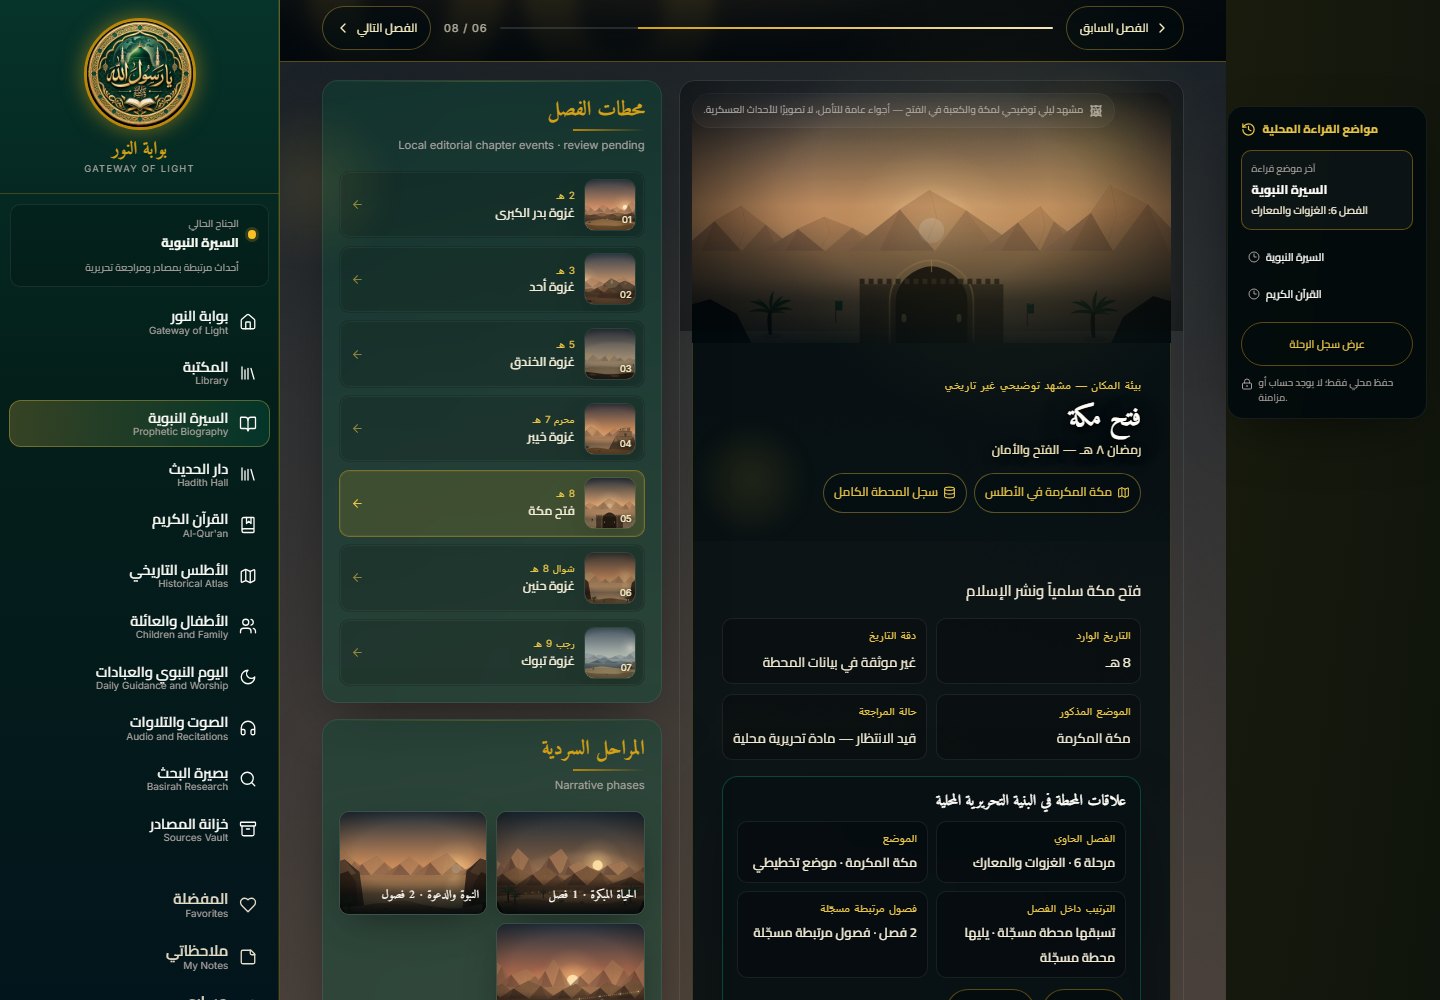 يا رسول الله
بوابة النور
GATEWAY OF LIGHT
الجناح الحالي
السيرة النبوية
أحداث مرتبطة بمصادر ومراجعة تحريرية
بوابة النور
Gateway of Light
المكتبة
Library
السيرة النبوية
Prophetic Biography
دار الحديث
Hadith Hall
القرآن الكريم
Al-Qur'an
الأطلس التاريخي
Historical Atlas
الأطفال والعائلة
Children and Family
اليوم النبوي والعبادات
Daily Guidance and Worship
الصوت والتلاوات
Audio and Recitations
بصيرة البحث
Basirah Research
خزانة المصادر
Sources Vault
المفضلة
Favorites
ملاحظاتي
My Notes
الفصل السابق
08 / 06
الفصل التالي
مشهد ليلي توضيحي لمكة والكعبة في الفتح — أجواء عامة للتأمل، لا تصويرًا للأحداث العسكرية.
بيئة المكان — مشهد توضيحي غير تاريخي
فتح مكة
رمضان ٨ هـ — الفتح والأمان
مكة المكرمة في الأطلس
سجل المحطة الكامل
فتح مكة سلمياً ونشر الإسلام
التاريخ الوارد
8 هـ
دقة التاريخ
غير موثقة في بيانات المحطة
الموضع المذكور
مكة المكرمة
حالة المراجعة
قيد الانتظار — مادة تحريرية محلية
علاقات المحطة في البنية التحريرية المحلية
الفصل الحاوي
مرحلة 6 · الغزوات والمعارك
الموضع
مكة المكرمة · موضع تخطيطي
الترتيب داخل الفصل
تسبقها محطة مسجّلة · يليها
محطة مسجّلة
فصول مرتبطة مسجّلة
2 فصل · فصول مرتبطة مسجّلة
محطات الفصل
Local editorial chapter events · review pending
2 هـ
غزوة بدر الكبرى
01
3 هـ
غزوة أحد
02
5 هـ
غزوة الخندق
03
محرم 7 هـ
غزوة خيبر
04
8 هـ
فتح مكة
05
شوال 8 هـ
غزوة حنين
06
رجب 9 هـ
غزوة تبوك
07
المراحل السردية
Narrative phases
الحياة المبكرة · 1 فصل
النبوة والدعوة · 2 فصول
مواضع القراءة المحلية
آخر موضع قراءة
السيرة النبوية
الفصل 6: الغزوات والمعارك
السيرة النبوية
القرآن الكريم
عرض سجل الرحلة
حفظ محلي فقط؛ لا يوجد حساب أو
مزامنة.